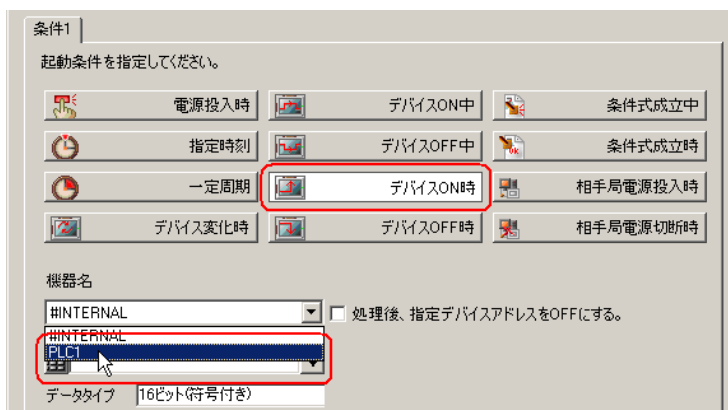 条件1
起動条件を指定してください。
電源投入時 デバイスON中 条件式成立中
指定時刻 デバイスOFF中 条件式成立時
一定周期 デバイスON時 相手局電源投入時
デバイス変化時 デバイスOFF時 相手局電源切断時
機器名
#INTERNAL 処理後、指定デバイスアドレスをOFFにする。
#INTERNAL
PLC1
データタイプ 16ビット(符号付き)